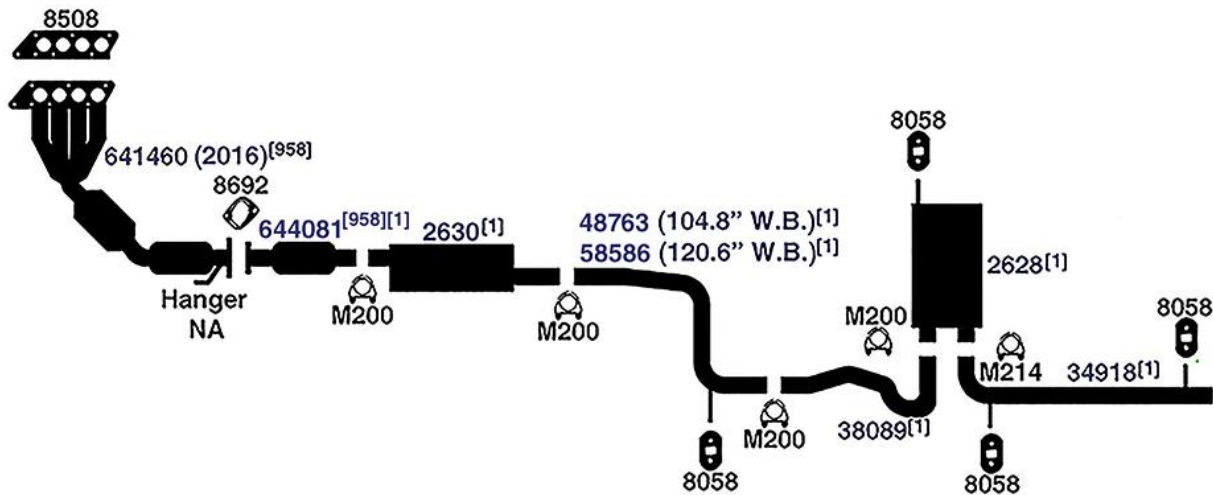 8508
641460 (2016)[958]
8692
644081[958][1]
Hanger
NA
M200
2630[1]
M200
48763 (104.8” W.B.)[1]
58586 (120.6” W.B.)[1]
8058
M200
38089[1]
M200
8058
2628[1]
M214
8058
34918[1]
8058